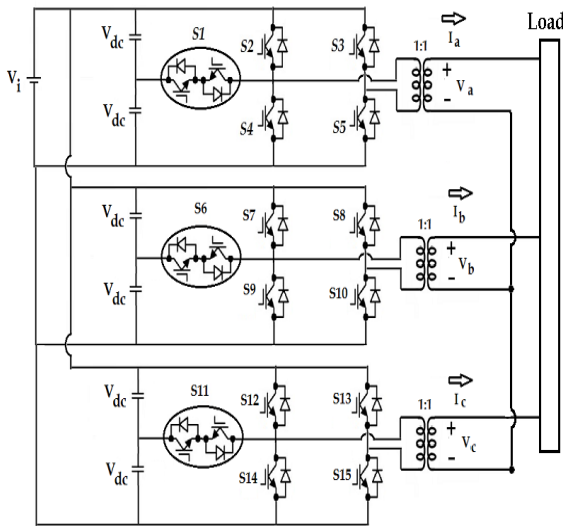 Load
S1
S2
S3
1:1
Ia
Vdc
Vi
Va
Vdc
S4
S5
S6
S7
S8
1:1
Ib
Vdc
Vb
Vdc
S9
S10
S11
S12
S13
1:1
Ic
Vdc
Vc
Vdc
S14
S15